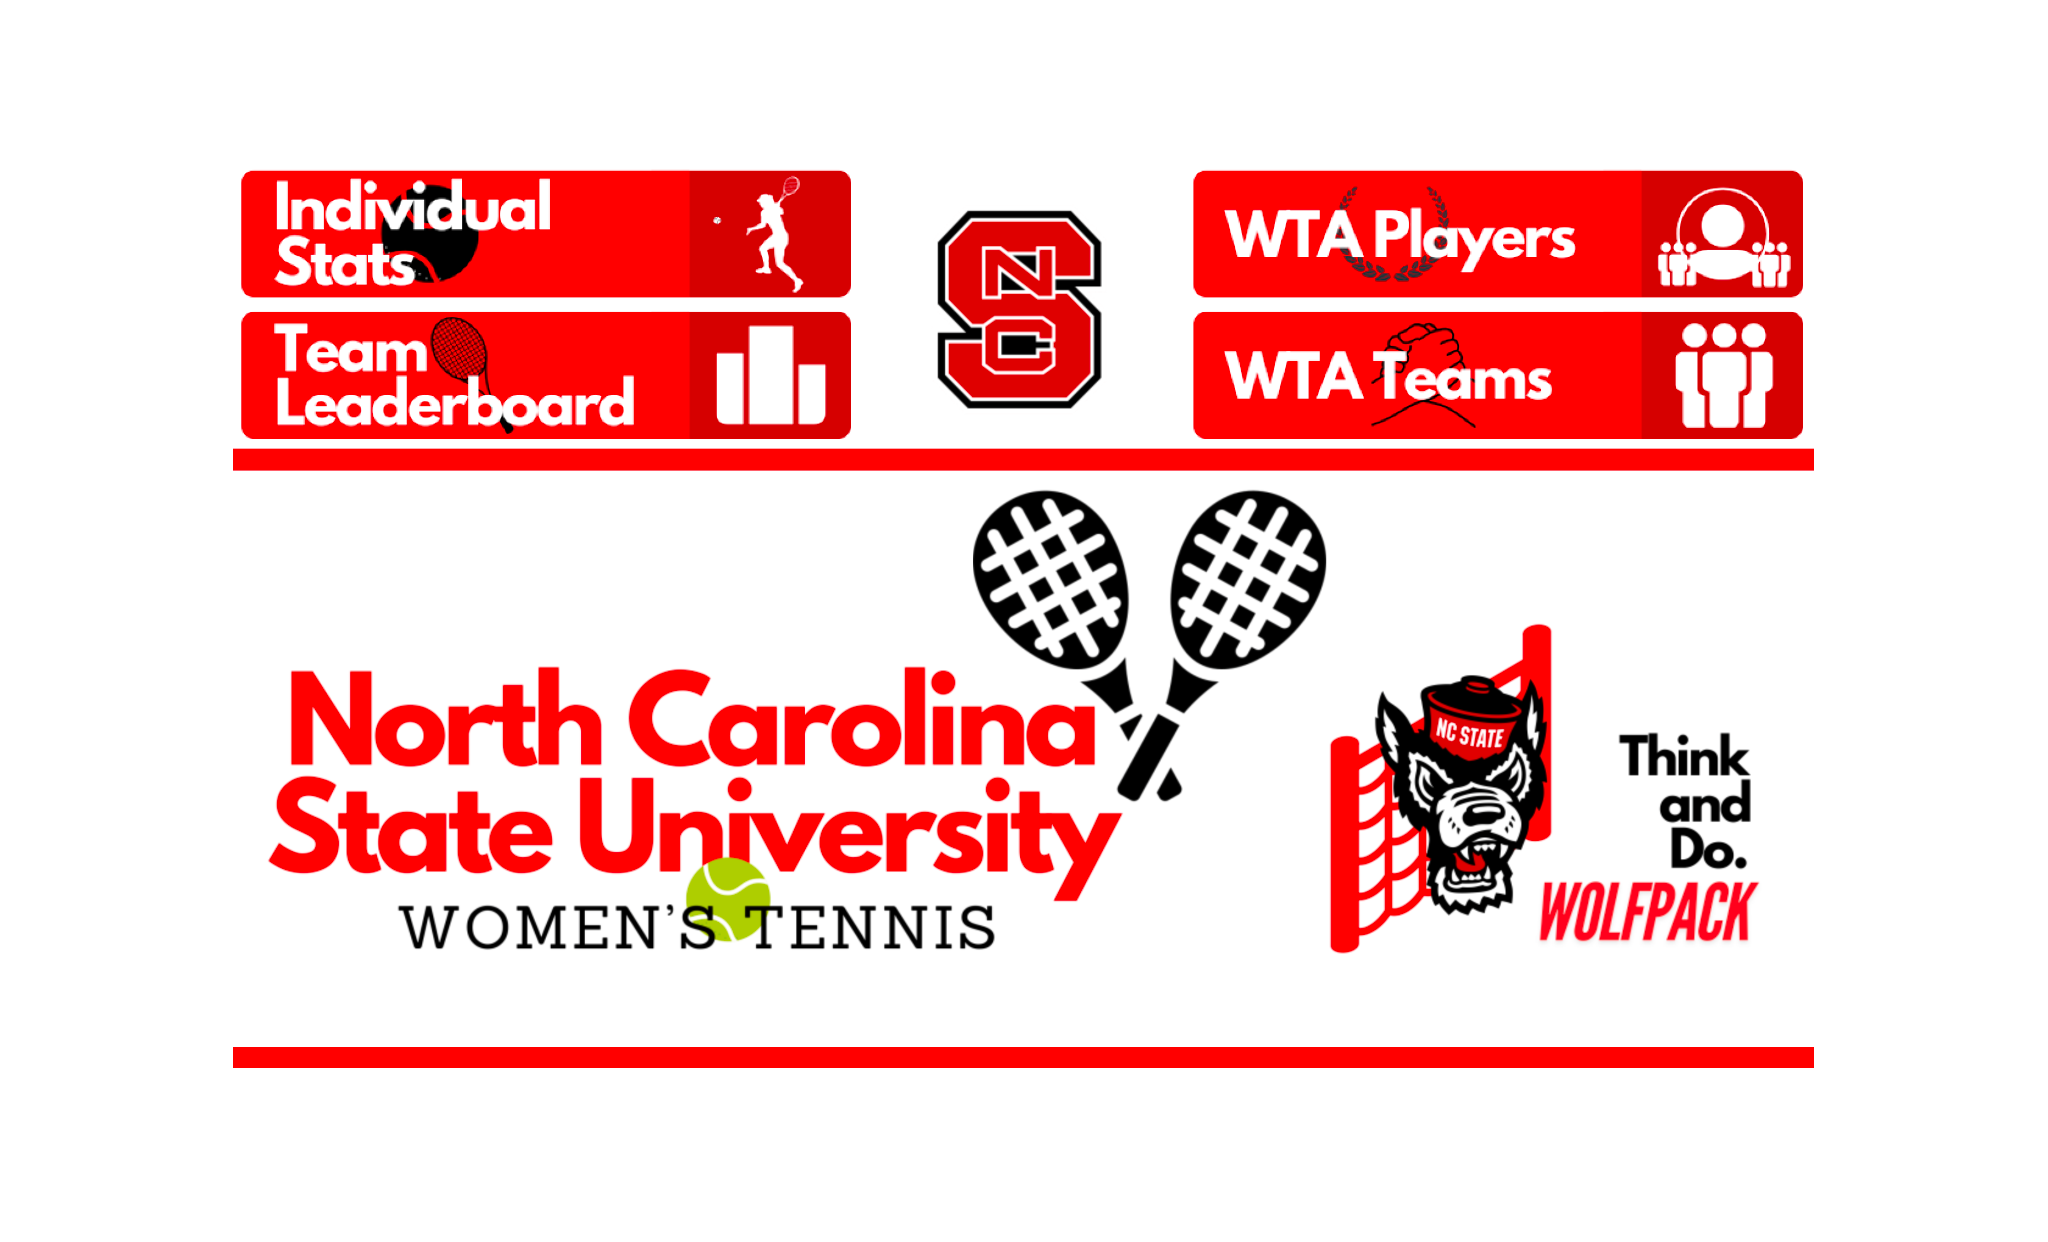 Individual
Stats
Team
Leaderboard
NC
S
WTA Players
WTA Teams
North Carolina
State University
WOMEN'S TENNIS
NC STATE
Think
and
Do.
WOLFPACK